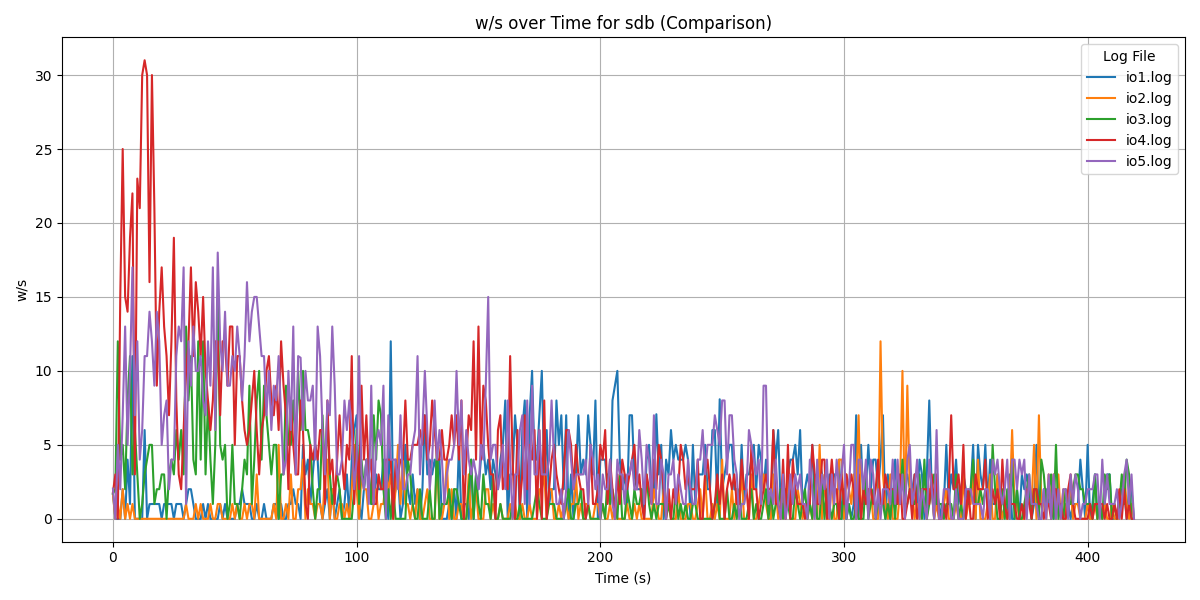 w/s over Time for sdb (Comparison)
Log File
io1.log
io2.log
io3.log
io4.log
io5.log
w/s
30
25
20
15
10
5
0
0 100 200 300 400
Time (s)